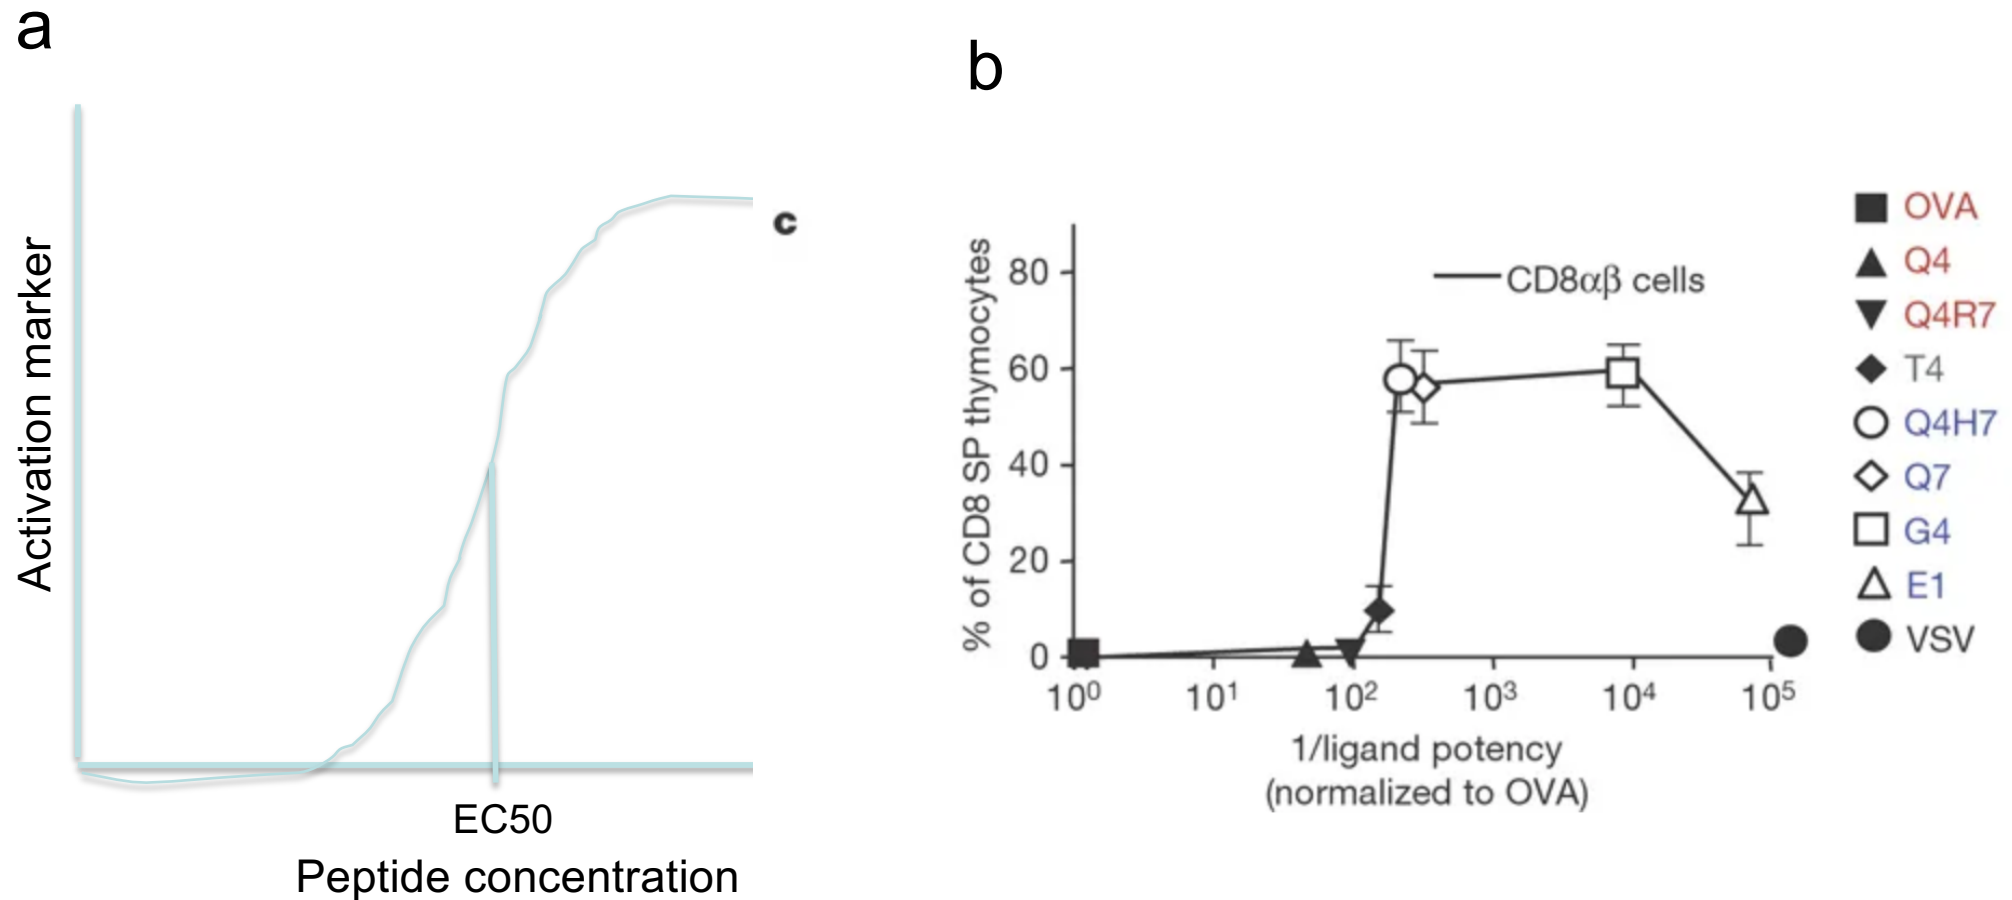 a
Activation marker
EC50
Peptide concentration
c
b
% of CD8 SP thymocytes
80
60
40
20
0
10⁰ 10¹ 10² 10³ 10⁴ 10⁵
1/ligand potency
(normalized to OVA)
CD8αβ cells
OVA
Q4
Q4R7
T4
Q4H7
Q7
G4
E1
VSV